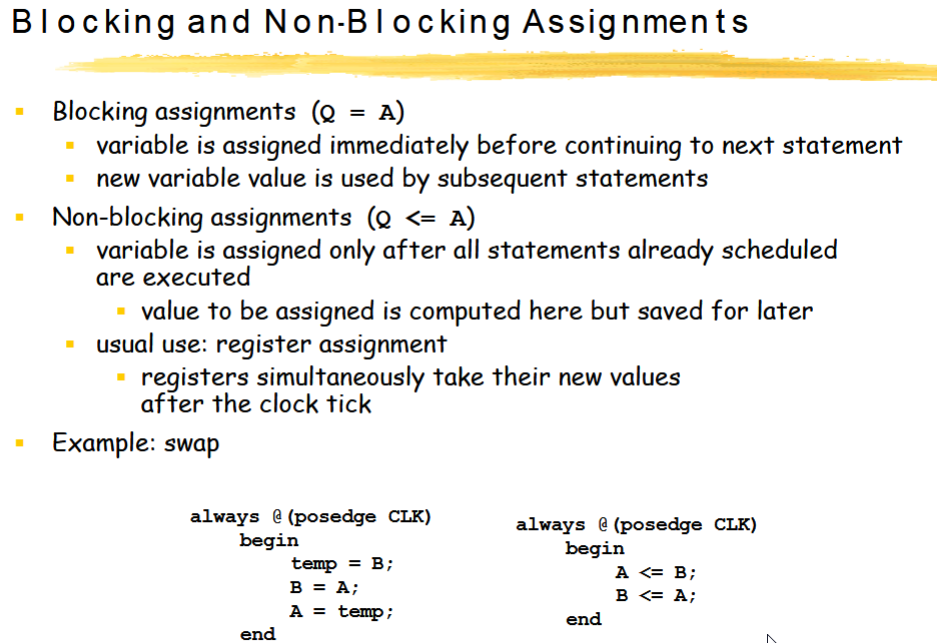 Blocking and Non-Blocking Assignments
Blocking assignments (Q = A)
variable is assigned immediately before continuing to next statement
new variable value is used by subsequent statements
Non-blocking assignments (Q <= A)
variable is assigned only after all statements already scheduled
are executed
value to be assigned is computed here but saved for later
usual use: register assignment
registers simultaneously take their new values
after the clock tick
Example: swap
always @(posedge CLK)
begin
temp = B;
B = A;
A = temp;
end
always @(posedge CLK)
begin
A <= B;
B <= A;
end